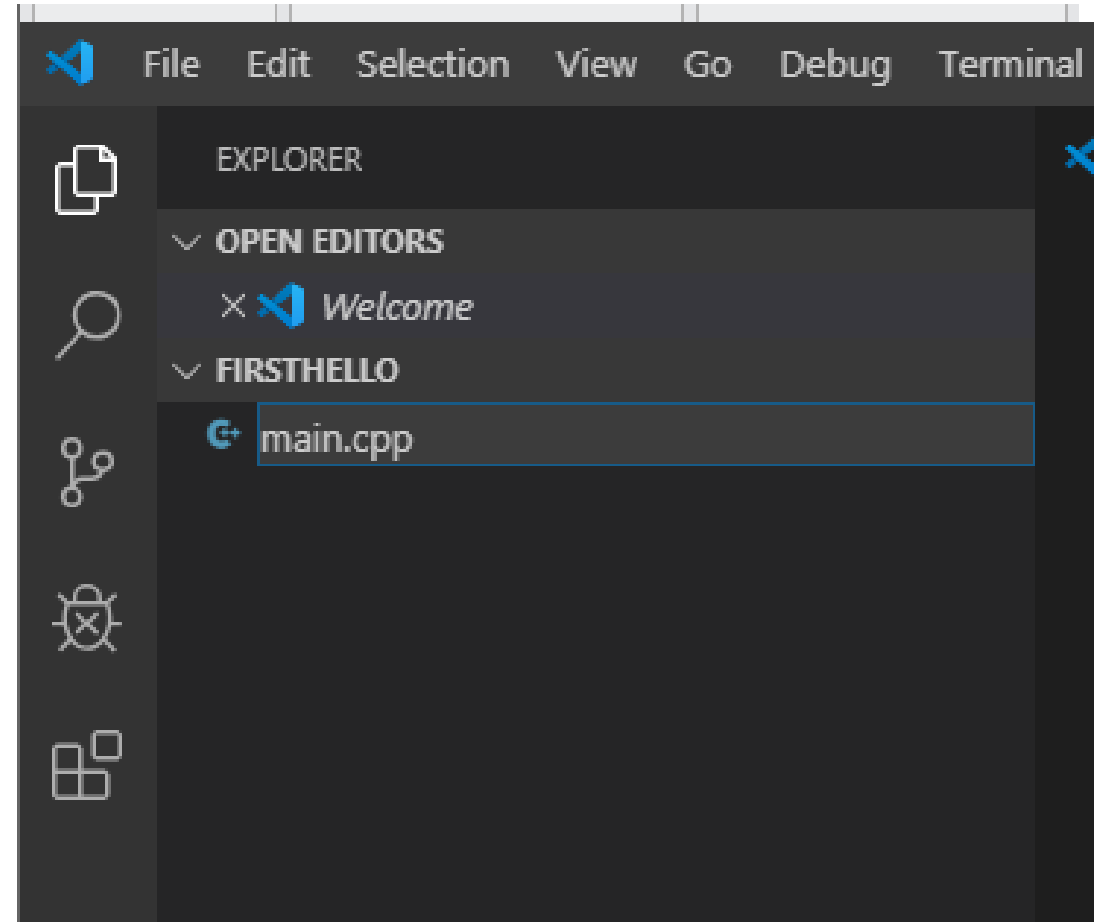 File Edit Selection View Go Debug Terminal
EXPLORER
OPEN EDITORS
Welcome
FIRSTHELLO
main.cpp